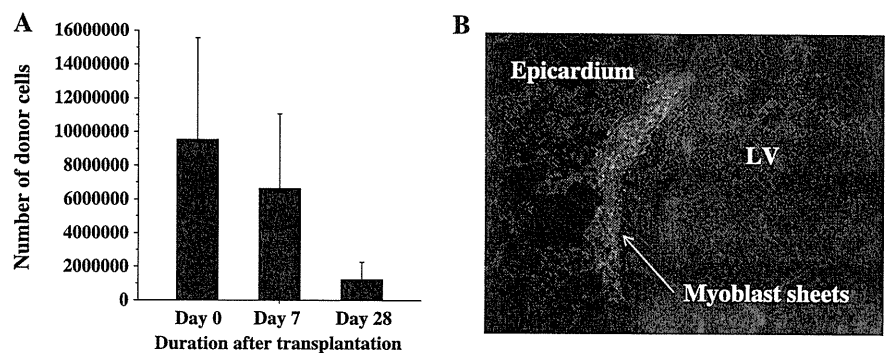 A
16000000
14000000
12000000
10000000
8000000
6000000
4000000
2000000
0
Number of donor cells
Day 0 Day 7 Day 28
Duration after transplantation
B
Epicardium
LV
Myoblast sheets